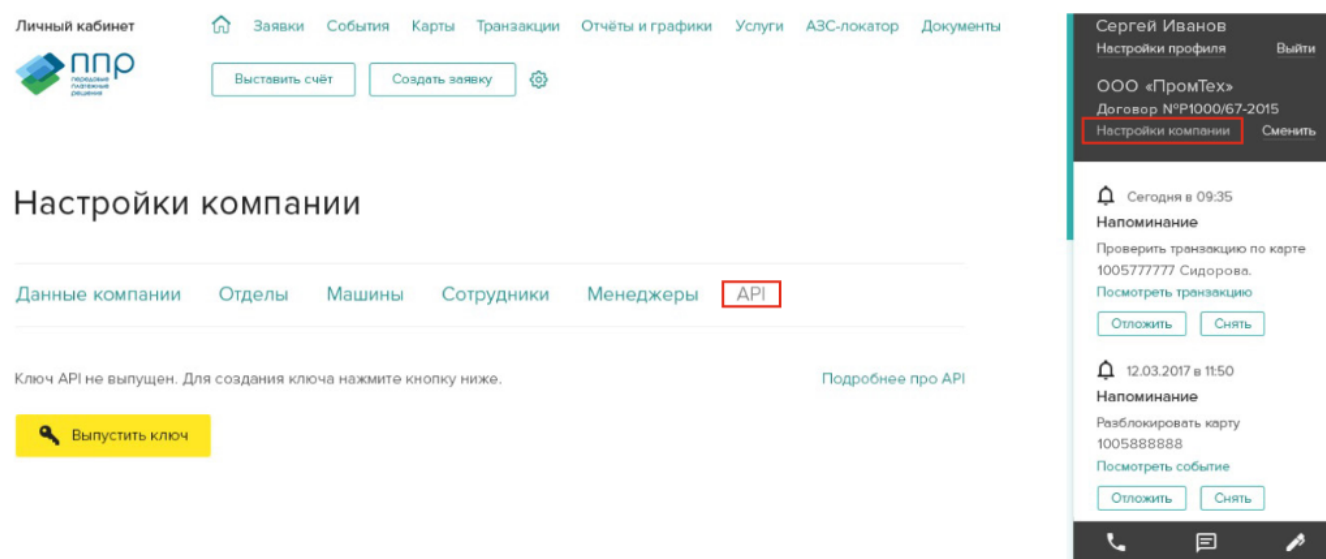 Личный кабинет
Заявки События Карты Транзакции Отчёты и графики Услуги АЗС-локатор Документы
ппр
передовые
платежные
решения
Выставить счёт Создать заявку
Настройки компании
Данные компании Отделы Машины Сотрудники Менеджеры API
Ключ API не выпущен. Для создания ключа нажмите кнопку ниже. Подробнее про API
Выпустить ключ
Сергей Иванов
Настройки профиля Выйти
ООО «ПромТех»
Договор №Р1000/67-2015
Настройки компании Сменить
Сегодня в 09:35
Напоминание
Проверить транзакцию по карте
1005777777 Сидорова.
Посмотреть транзакцию
Отложить Снять
12.03.2017 в 11:50
Напоминание
Разблокировать карту
1005888888
Посмотреть событие
Отложить Снять